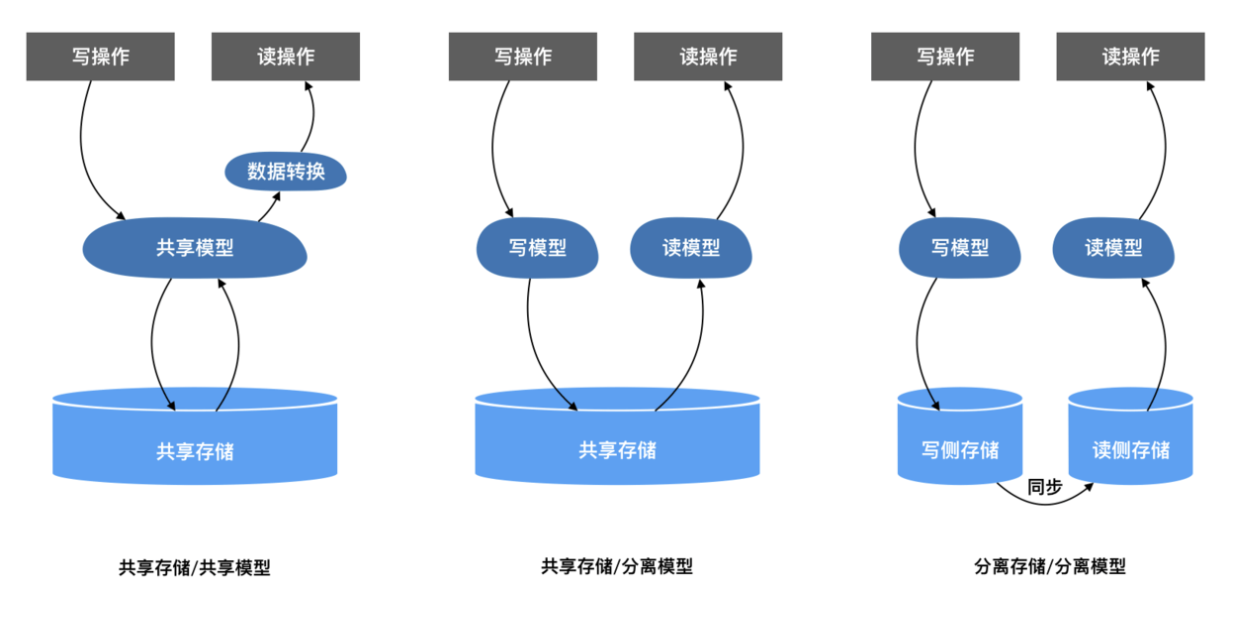 写操作
读操作
数据转换
共享模型
共享存储
共享存储/共享模型
写操作
读操作
写模型
读模型
共享存储
共享存储/分离模型
写操作
读操作
写模型
读模型
写侧存储
读侧存储
同步
分离存储/分离模型